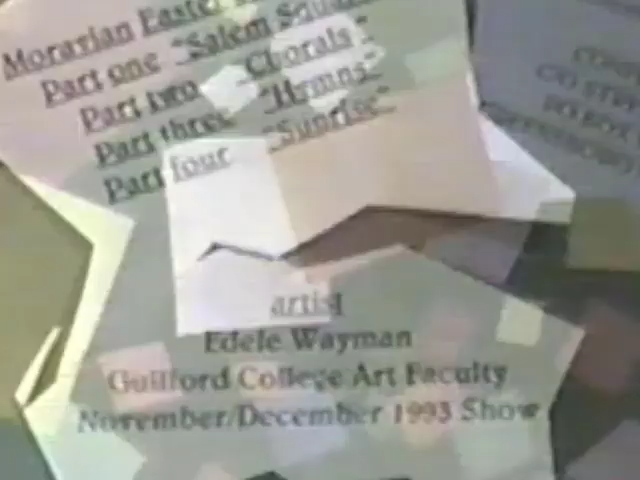 Moravian Easter
Part one "Salem Square"
Part two "Chorals"
Part three "Hymns"
Part four "Sunrise"
artist
Edele Wayman
Guilford College Art Faculty
November/December 1993 Show